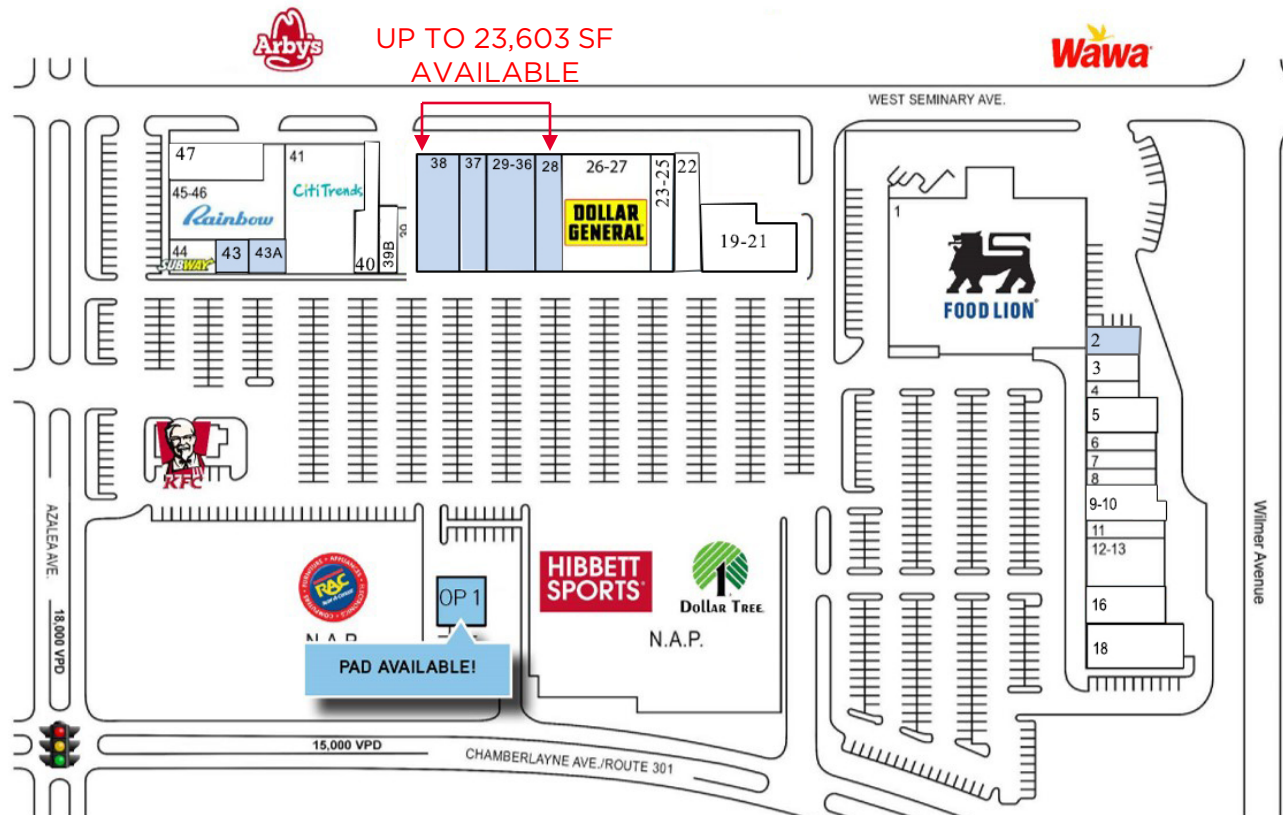 Arby's
UP TO 23,603 SF
AVAILABLE
Wawa
WEST SEMINARY AVE.
47
41
CitiTrends
45-46
Rainbow
44
SUBWAY
43
43A
40
39B
38
37
29-36
28
26-27
DOLLAR
GENERAL
23-25
22
19-21
1
FOOD LION
2
3
4
5
6
7
8
9-10
11
12-13
16
18
KFC
AZALEA AVE.
18,000 VPD
Wilmer Avenue
RAC
N.A.P.
OP 1
PAD AVAILABLE!
HIBBETT
SPORTS
DOLLAR TREE
N.A.P.
15,000 VPD
CHAMBERLAYNE AVE./ROUTE 301